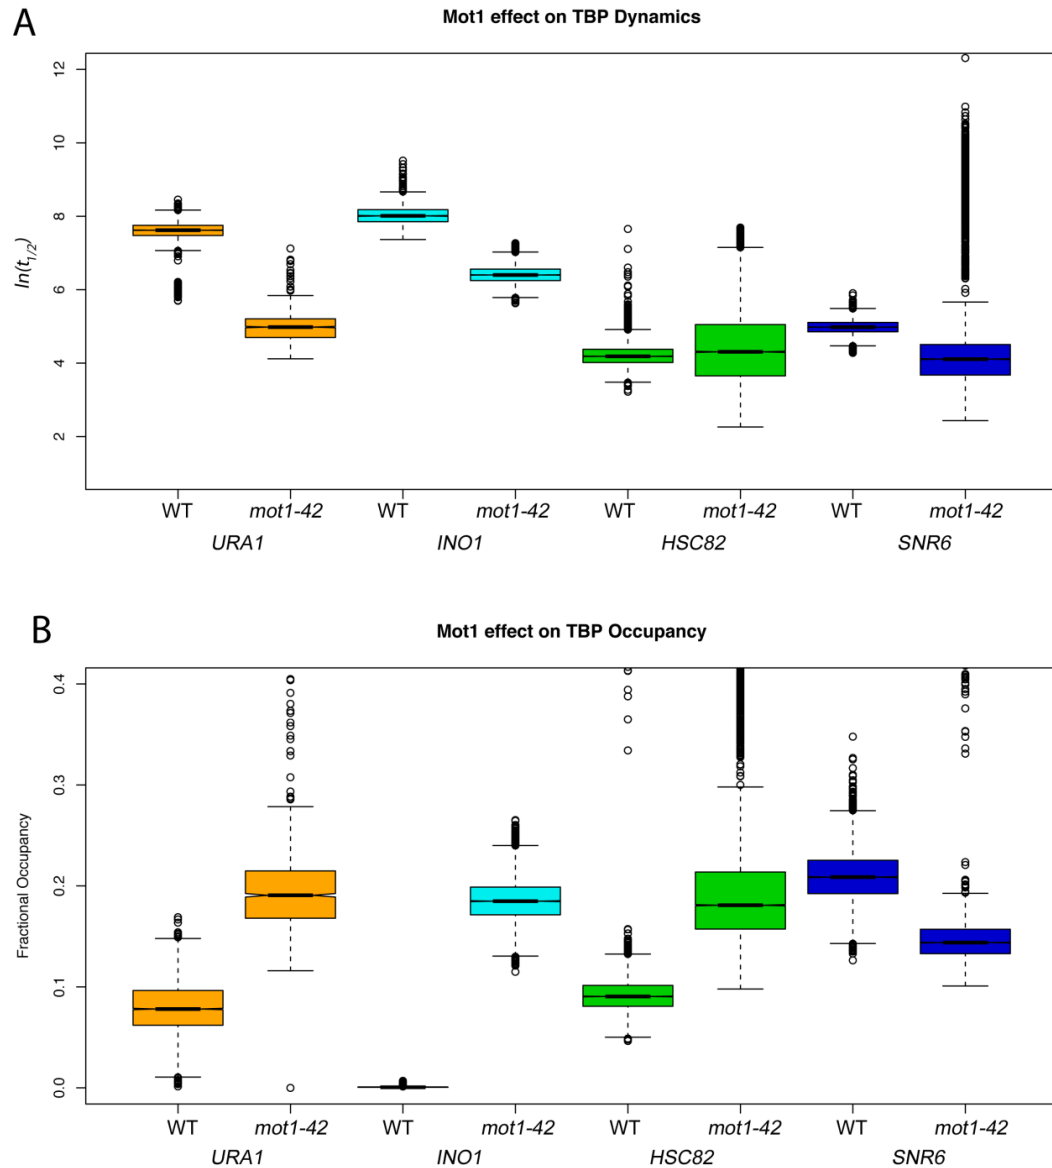 A
Mot1 effect on TBP Dynamics
ln(t1/2)
12
10
8
6
4
2
WT mot1-42 WT mot1-42 WT mot1-42 WT mot1-42
URA1 INO1 HSC82 SNR6
B
Mot1 effect on TBP Occupancy
Fractional Occupancy
0.4
0.3
0.2
0.1
0.0
WT mot1-42 WT mot1-42 WT mot1-42 WT mot1-42
URA1 INO1 HSC82 SNR6